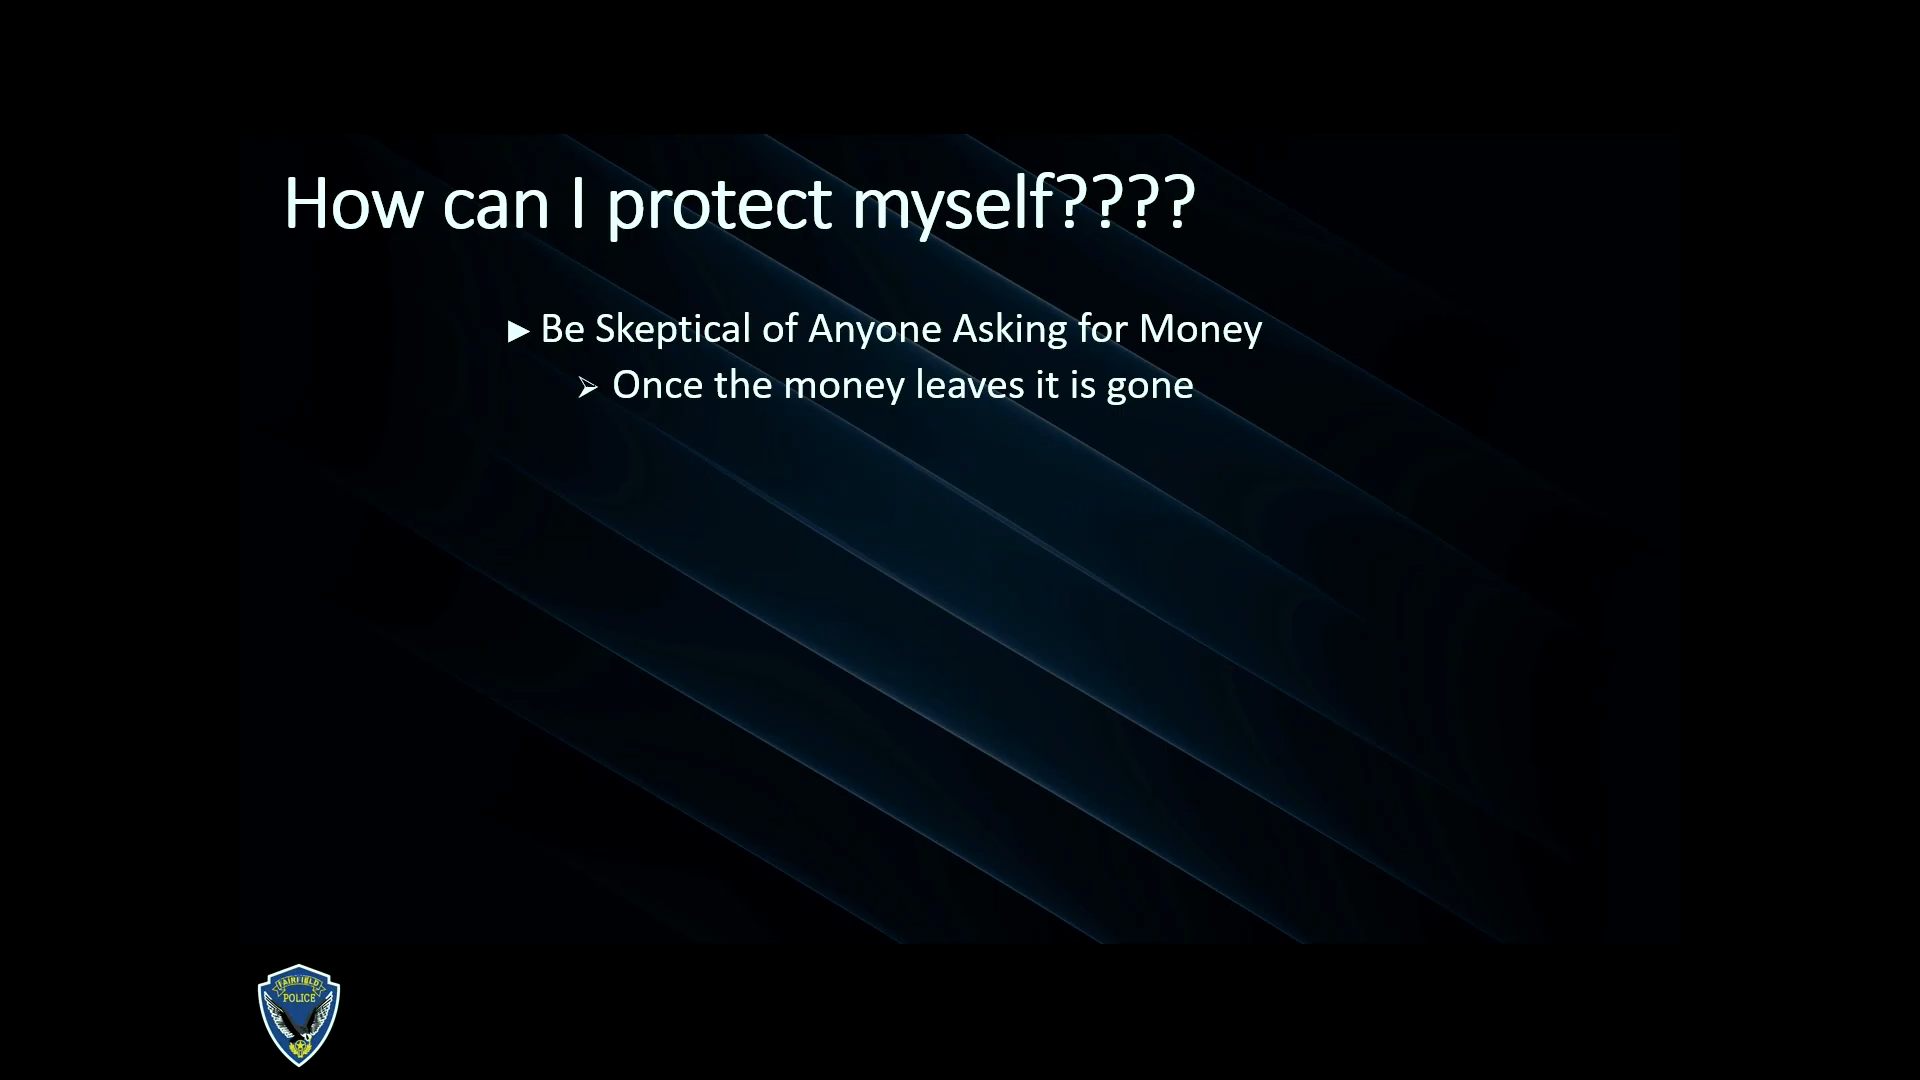 How can I protect myself????
► Be Skeptical of Anyone Asking for Money
➢ Once the money leaves it is gone
FAIRFIELD
POLICE